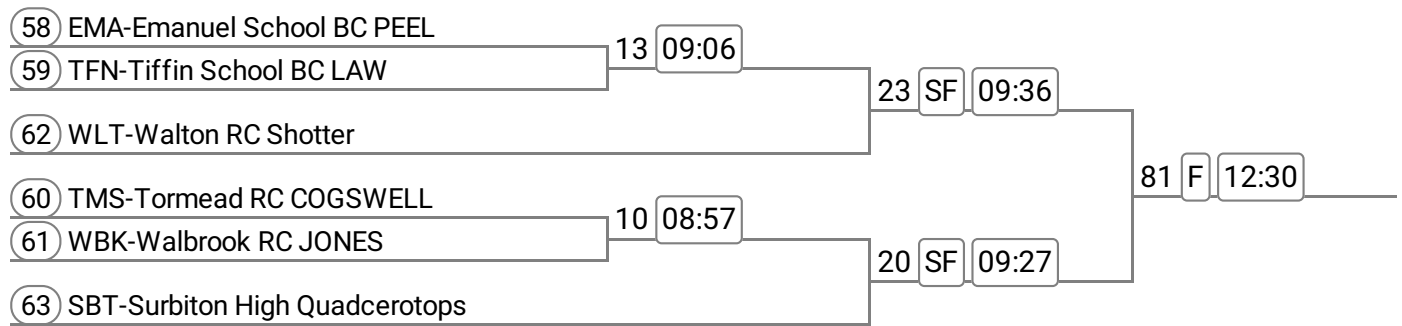 58 EMA-Emanuel School BC PEEL
13 09:06
59 TFN-Tiffin School BC LAW
23 SF 09:36
62 WLT-Walton RC Shotter
81 F 12:30
60 TMS-Tormead RC COGSWELL
10 08:57
61 WBK-Walbrook RC JONES
20 SF 09:27
63 SBT-Surbiton High Quadcerotops